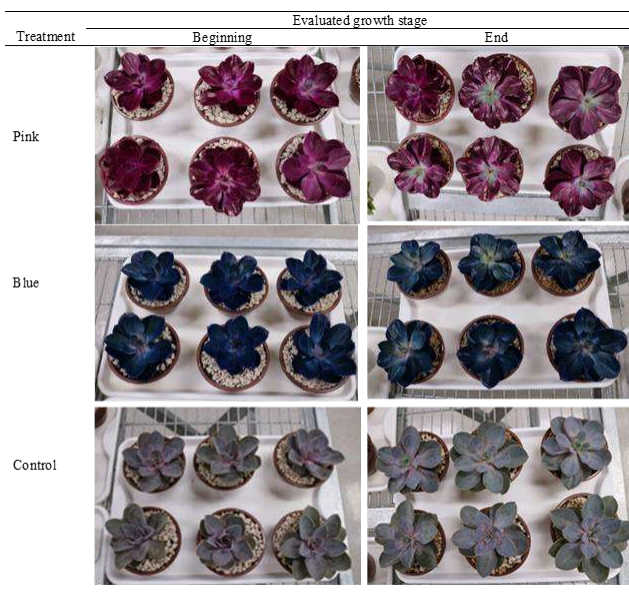 Evaluated growth stage
Treatment
Beginning
End
Pink
Blue
Control